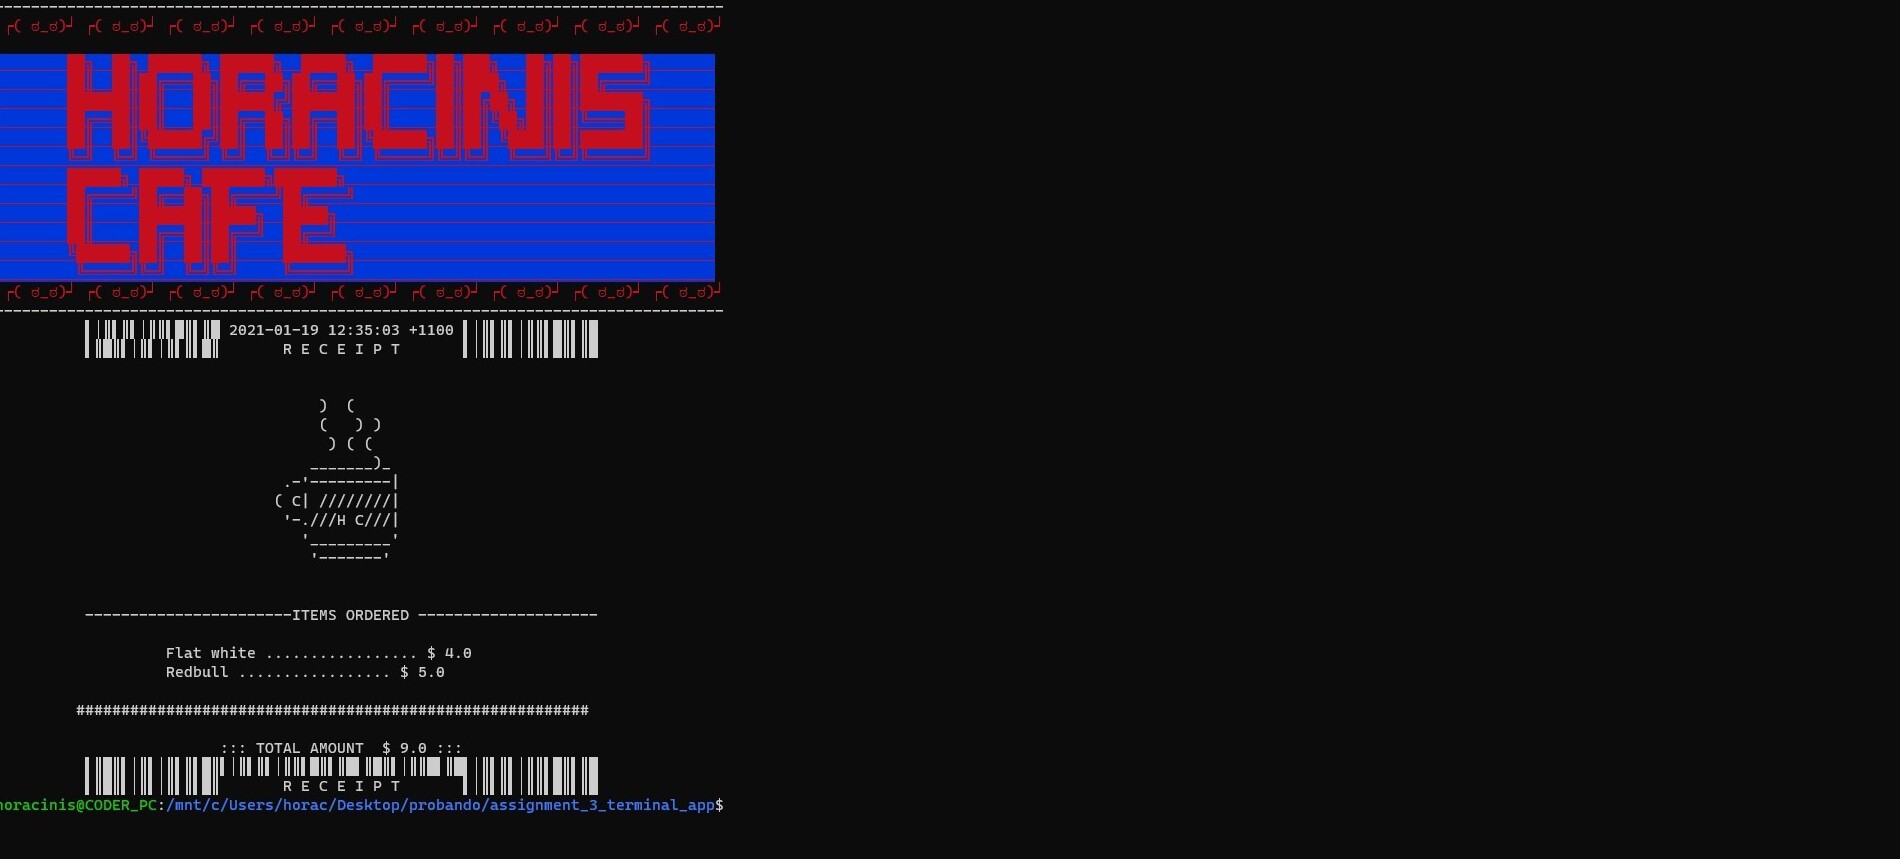 ┌( ಠ_ಠ)┘ ┌( ಠ_ಠ)┘ ┌( ಠ_ಠ)┘ ┌( ಠ_ಠ)┘ ┌( ಠ_ಠ)┘ ┌( ಠ_ಠ)┘ ┌( ಠ_ಠ)┘ ┌( ಠ_ಠ)┘ ┌( ಠ_ಠ)┘
HORACINIS
CAFE
┌( ಠ_ಠ)┘ ┌( ಠ_ಠ)┘ ┌( ಠ_ಠ)┘ ┌( ಠ_ಠ)┘ ┌( ಠ_ಠ)┘ ┌( ಠ_ಠ)┘ ┌( ಠ_ಠ)┘ ┌( ಠ_ಠ)┘ ┌( ಠ_ಠ)┘
2021-01-19 12:35:03 +1100
R E C E I P T
C
H C
-----------------------ITEMS ORDERED --------------------
Flat white ................. $ 4.0
Redbull ................. $ 5.0
#########################################################
::: TOTAL AMOUNT  $ 9.0 :::
R E C E I P T
horacinis@CODER_PC:/mnt/c/Users/horac/Desktop/probando/assignment_3_terminal_app$